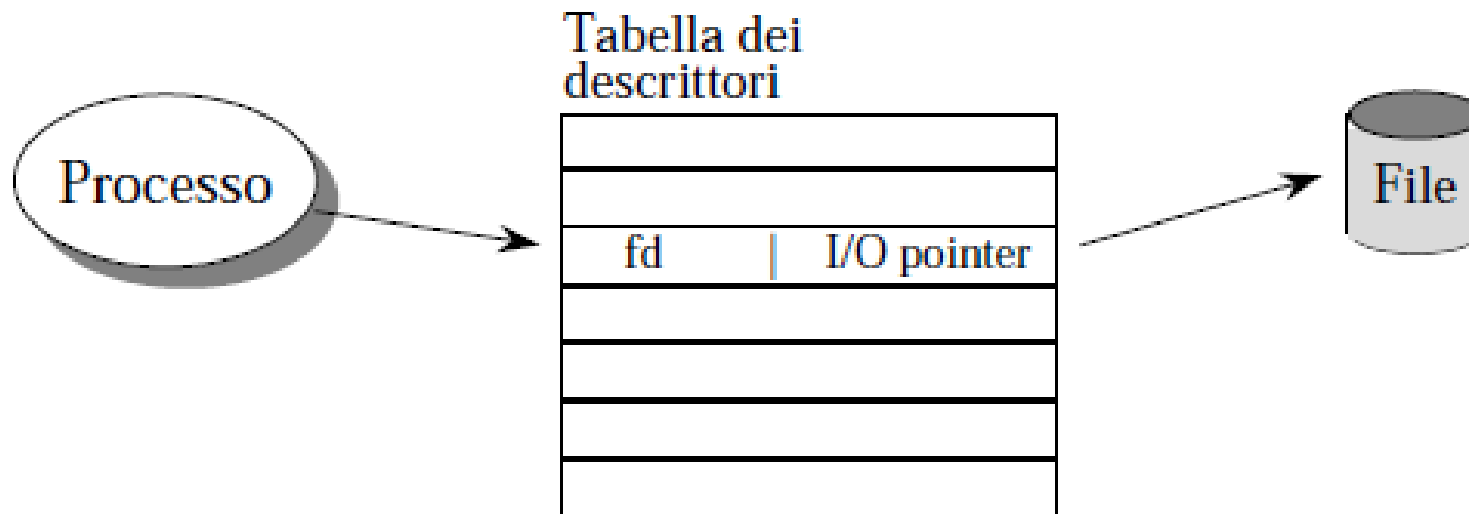 Tabella dei
descrittori
Processo
File
fd | I/O pointer